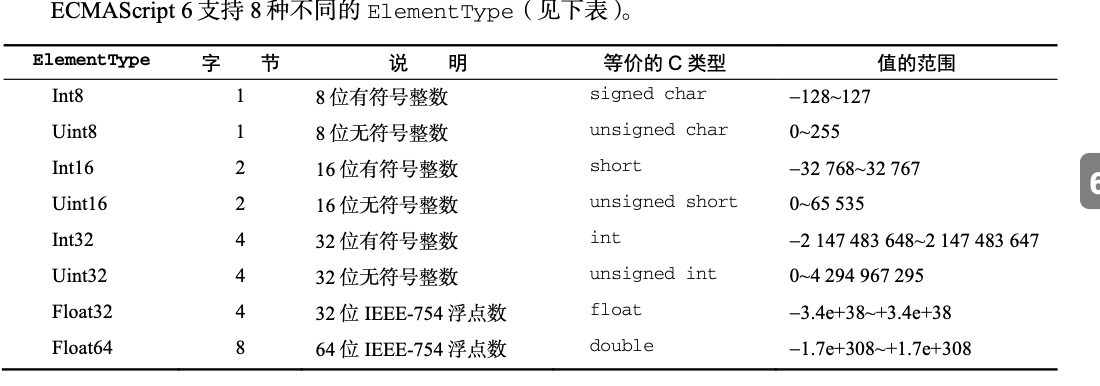 ECMAScript 6 支持 8 种不同的 ElementType（见下表）。
ElementType 字 节 说 明 等价的 C 类型 值的范围
Int8 1 8 位有符号整数 signed char –128~127
Uint8 1 8 位无符号整数 unsigned char 0~255
Int16 2 16 位有符号整数 short –32 768~32 767
Uint16 2 16 位无符号整数 unsigned short 0~65 535
Int32 4 32 位有符号整数 int –2 147 483 648~2 147 483 647
Uint32 4 32 位无符号整数 unsigned int 0~4 294 967 295
Float32 4 32 位 IEEE-754 浮点数 float –3.4e+38~+3.4e+38
Float64 8 64 位 IEEE-754 浮点数 double –1.7e+308~+1.7e+308
6